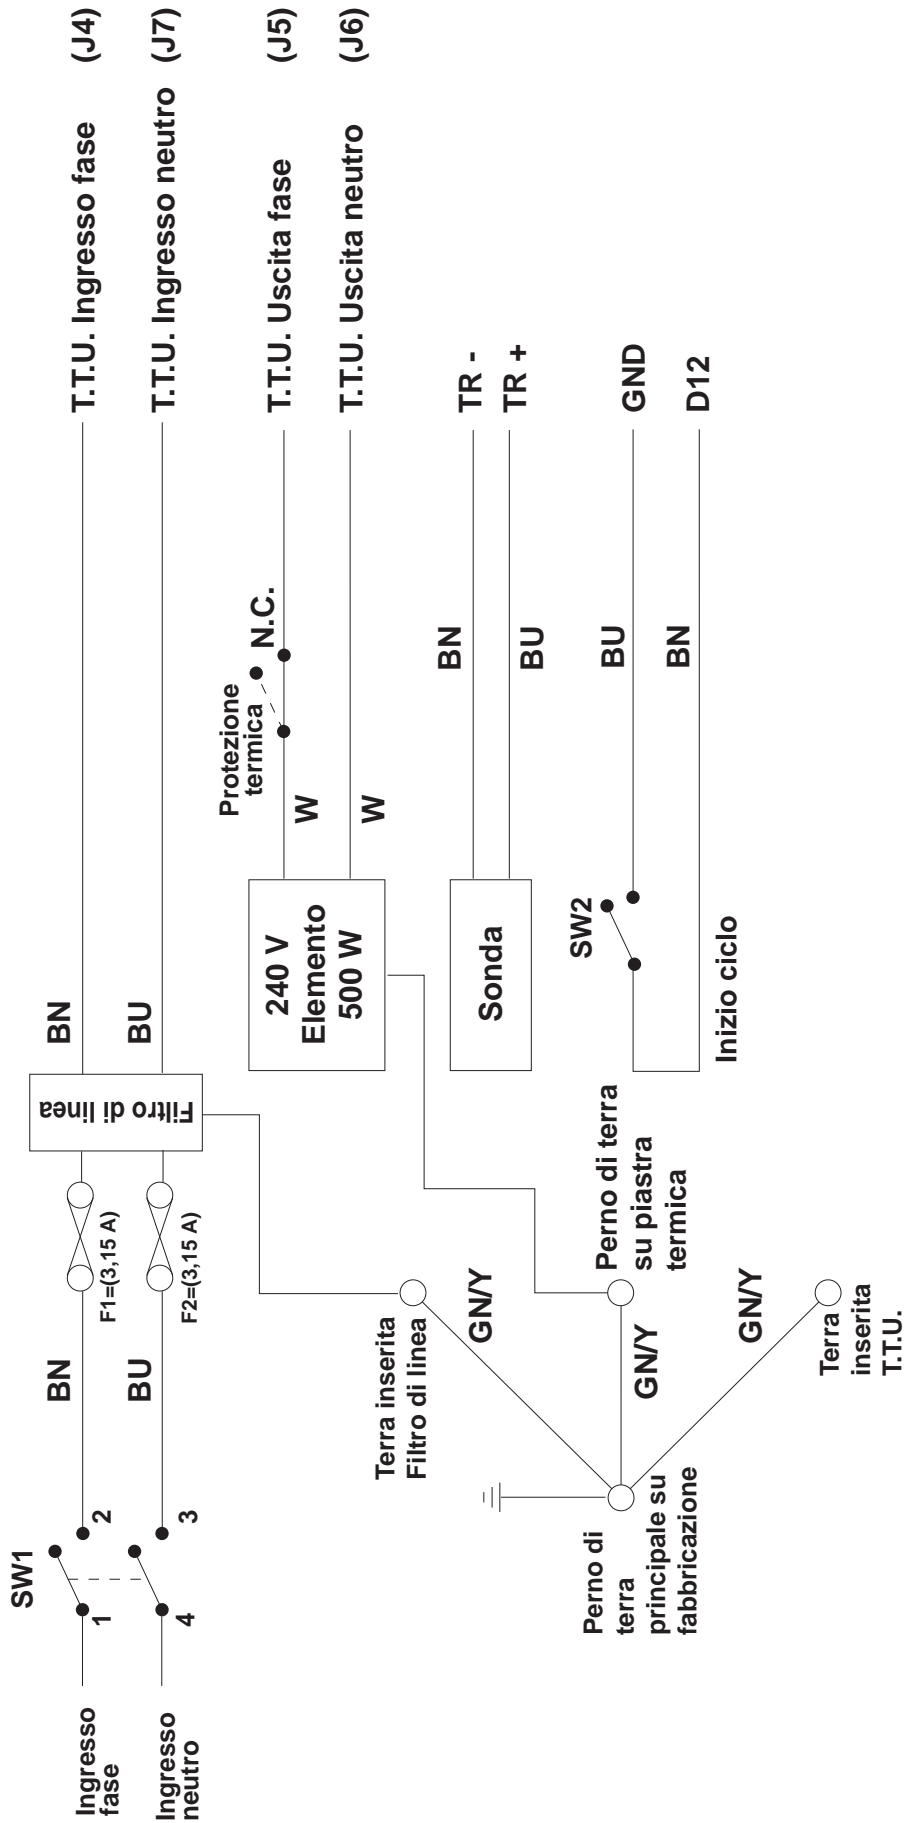 Ingresso
fase
Ingresso
neutro
SW1
1
2
4
3
BN
BU
F1=(3,15 A)
F2=(3,15 A)
Filtro di linea
BN
BU
T.T.U. Ingresso fase (J4)
T.T.U. Ingresso neutro (J7)
240 V
Elemento
500 W
W
W
Protezione
termica
N.C.
T.T.U. Uscita fase (J5)
T.T.U. Uscita neutro (J6)
Sonda
BN
BU
TR -
TR +
SW2
BU
BN
GND
D12
Inizio ciclo
Terra inserita
Filtro di linea
GN/Y
Perno di terra
su piastra
termica
GN/Y
GN/Y
Perno di
terra
principale su
fabbricazione
Terra
inserita
T.T.U.